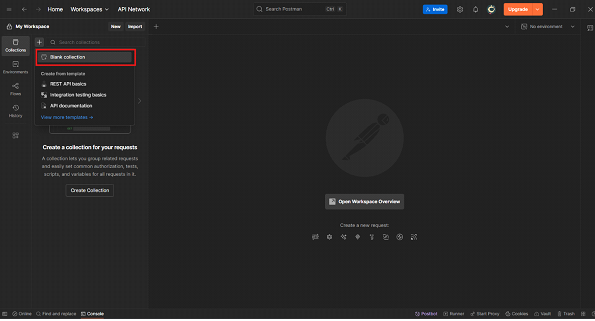 Home Workspaces API Network Search Postman Ctrl K Invite Upgrade
My Workspace New Import No environment
Collections
Search collections
Blank collection
Create from template
REST API basics
Integration testing basics
API documentation
View more templates →
Environments
Flows
History
Create a collection for your requests
A collection lets you group related requests
and easily set common authorization, tests,
scripts, and variables for all requests in it.
Create Collection
Open Workspace Overview
Create a new request:
Online Find and replace Console Postbot Runner Start Proxy Cookies Vault Trash